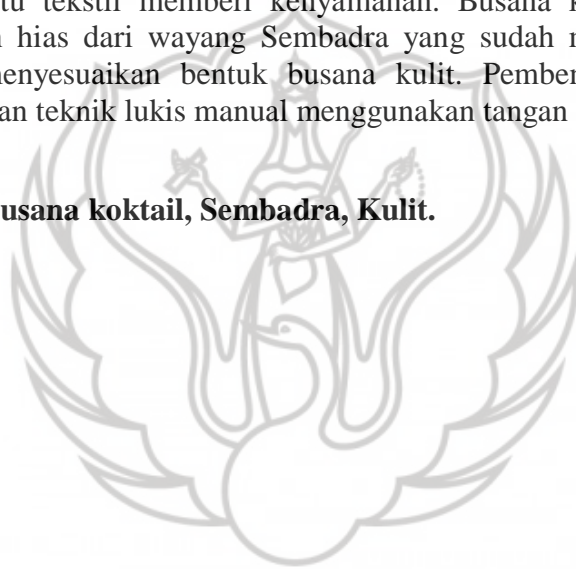 tu tekstil memberi kenyamanan. Busana k
hias dari wayang Sembadra yang sudah
enyesuaikan bentuk busana kulit. Pember
an teknik lukis manual menggunakan tangan
usana koktail, Sembadra, Kulit.